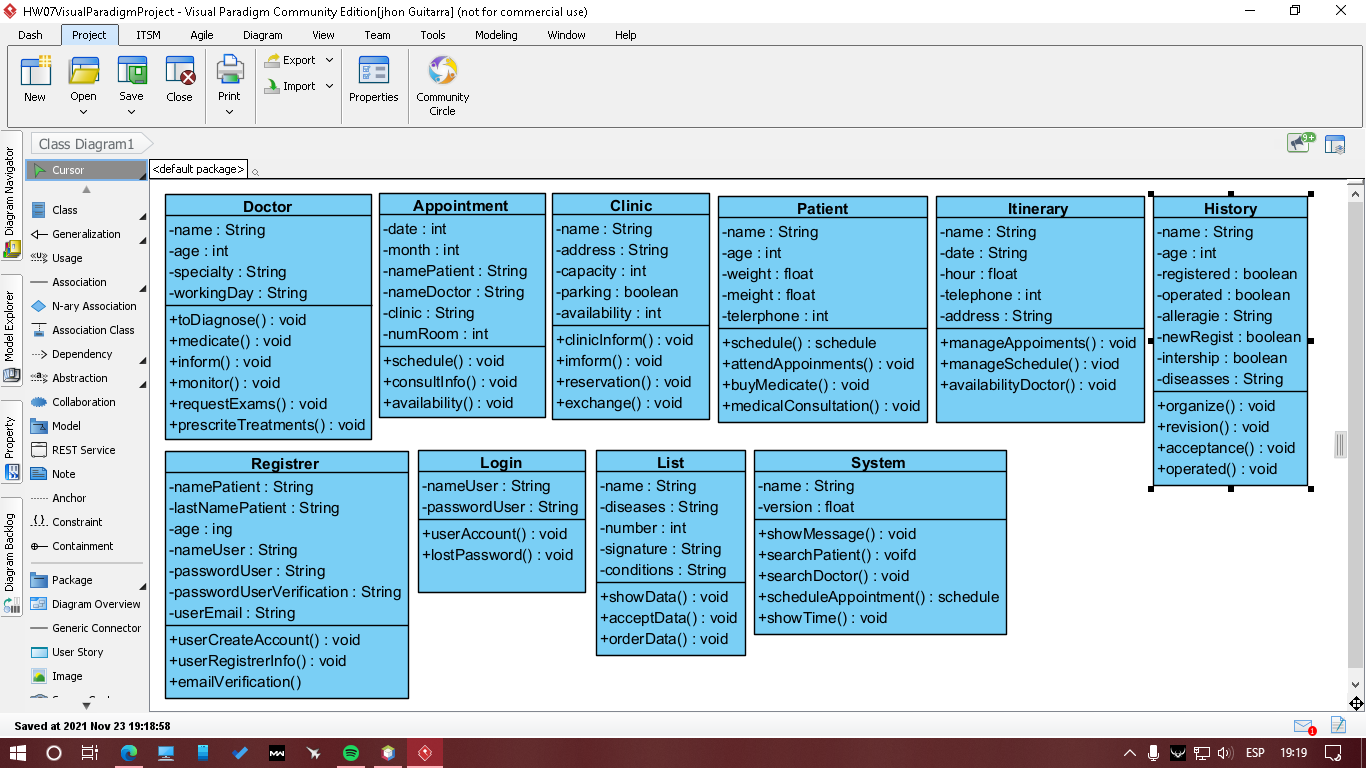 HW07VisualParadigmProject - Visual Paradigm Community Edition[jhon Guitarra] (not for commercial use)
Dash Project ITSM Agile Diagram View Team Tools Modeling Window Help
New
Open
Save
Close
Print
Export
Import
Properties
Community
Circle
Class Diagram1
9+
Diagram Navigator
Model Explorer
Property
Diagram Backlog
Cursor
Class
Generalization
<<U>>
Usage
Association
N-ary Association
Association Class
Dependency
<<a>>
Abstraction
Collaboration
Model
REST Service
Note
Anchor
{}
Constraint
Containment
Package
Diagram Overview
Generic Connector
User Story
Image
<default package>
Doctor
-name : String
-age : int
-specialty : String
-workingDay : String
+toDiagnose() : void
+medicate() : void
+inform() : void
+monitor() : void
+requestExams() : void
+prescriteTreatments() : void
Appointment
-date : int
-month : int
-namePatient : String
-nameDoctor : String
-clinic : String
-numRoom : int
+schedule() : void
+consultInfo() : void
+availability() : void
Clinic
-name : String
-address : String
-capacity : int
-parking : boolean
-availability : int
+clinicInform() : void
+imform() : void
+reservation() : void
+exchange() : void
Patient
-name : String
-age : int
-weight : float
-meight : float
-telerphone : int
+schedule() : schedule
+attendAppoinments() : void
+buyMedicate() : void
+medicalConsultation() : void
Itinerary
-name : String
-date : String
-hour : float
-telephone : int
-address : String
+manageAppoiments() : void
+manageSchedule() : vod
+availabilityDoctor() : void
History
-name : String
-age : int
-registered : boolean
-operated : boolean
-alleragie : String
-newRegist : boolean
-intership : boolean
-diseasses : String
+organize() : void
+revision() : void
+acceptance() : void
+operated() : void
Registrer
-namePatient : String
-lastNamePatient : String
-age : ing
-nameUser : String
-passwordUser : String
-passwordUserVerification : String
-userEmail : String
+userCreateAccount() : void
+userRegistrerInfo() : void
+emailVerification()
Login
-nameUser : String
-passwordUser : String
+userAccount() : void
+lostPassword() : void
List
-name : String
-diseases : String
-number : int
-signature : String
-conditions : String
+showData() : void
+acceptData() : void
+orderData() : void
System
-name : String
-version : float
+showMessage() : void
+searchPatient() : voifd
+searchDoctor() : void
+scheduleAppointment() : schedule
+showTime() : void
Saved at 2021 Nov 23 19:18:58
1
MW
ESP
19:19